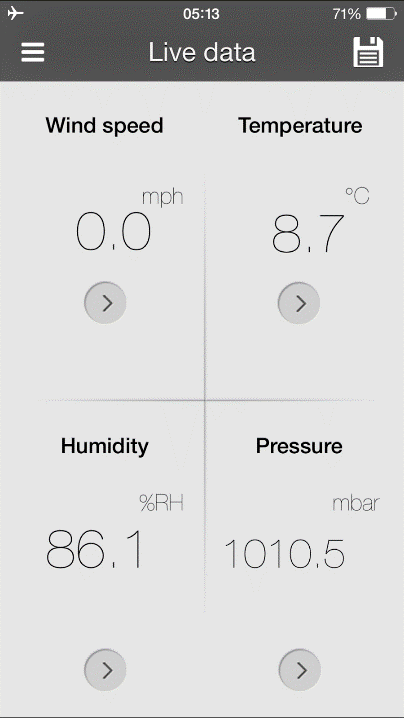 05:13 71%
Live data
Wind speed Temperature
mph °C
0.0 8.7
Humidity Pressure
%RH mbar
86.1 1010.5